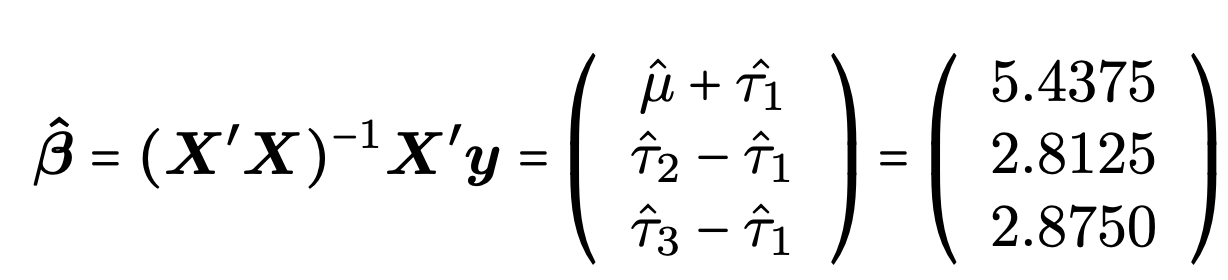 β̂ = (X′X)⁻¹X′y = ( μ̂ + τ̂₁ ) = ( 5.4375 )
( τ̂₂ − τ̂₁ ) ( 2.8125 )
( τ̂₃ − τ̂₁ ) ( 2.8750 )